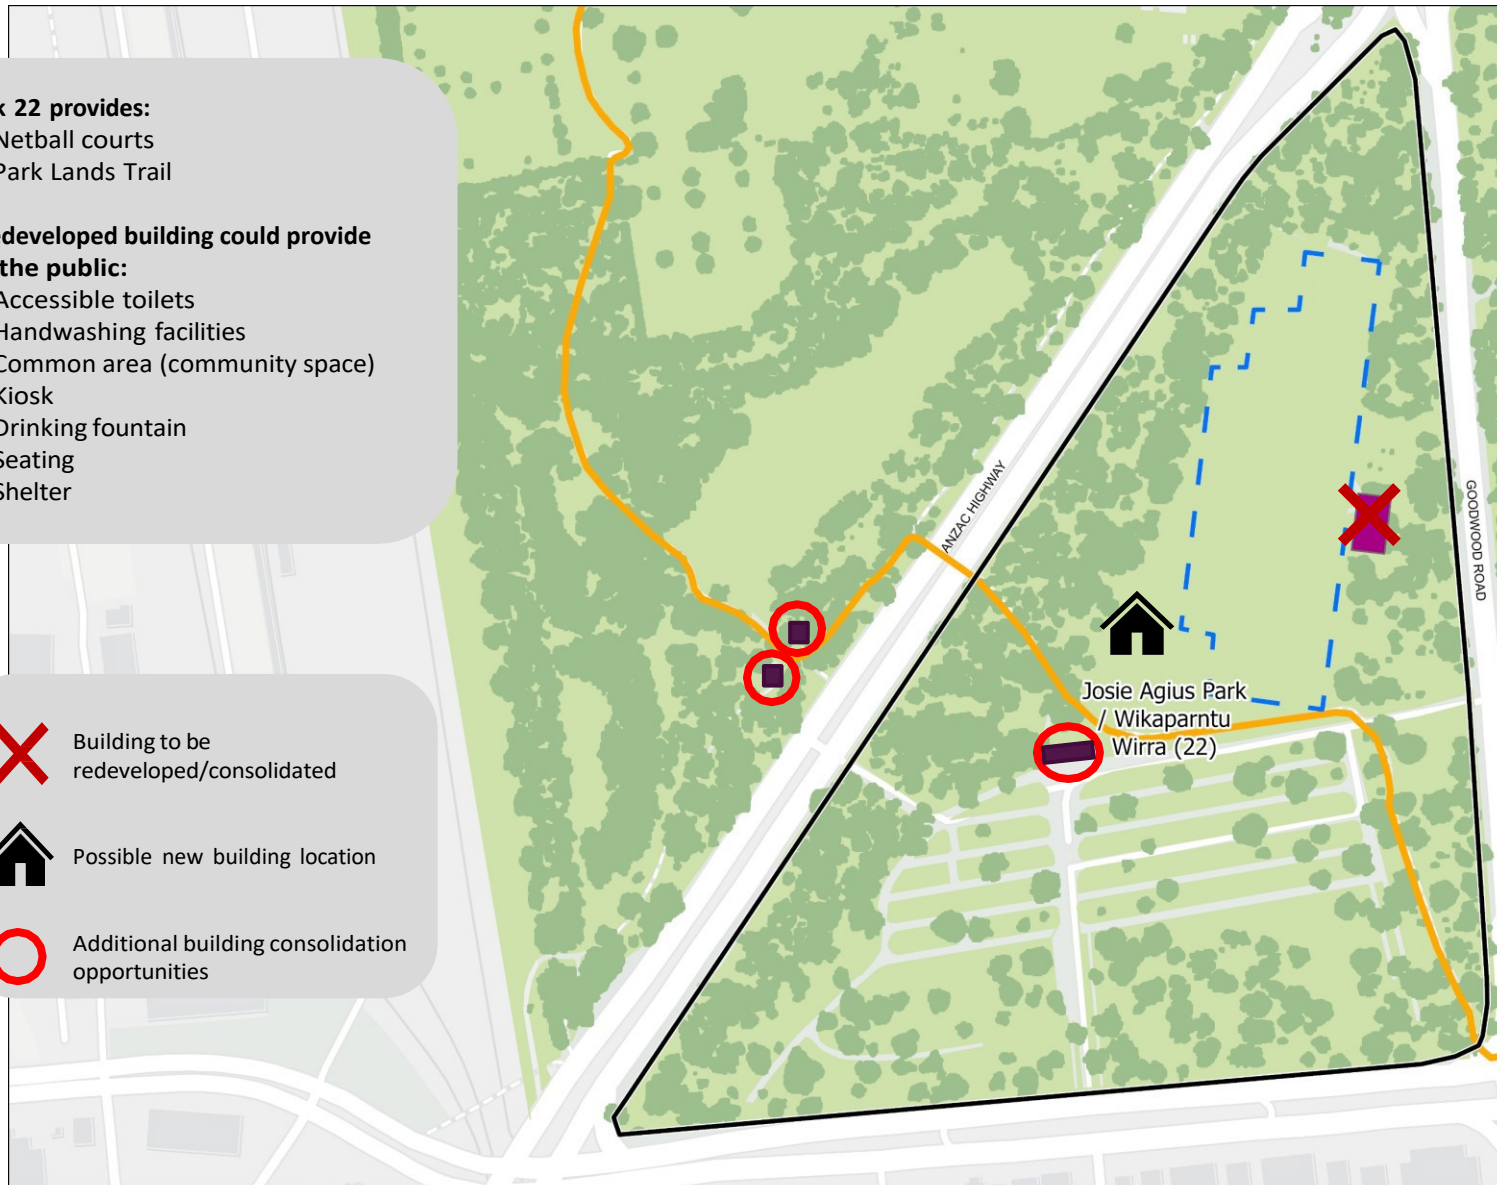 k 22 provides:
Netball courts
Park Lands Trail
edeveloped building could provide
the public:
Accessible toilets
Handwashing facilities
Common area (community space)
Kiosk
Drinking fountain
Seating
Shelter
Building to be
redeveloped/consolidated
Possible new building location
Additional building consolidation
opportunities
ANZAC HIGHWAY
GOODWOOD ROAD
Josie Agius Park
/ Wikaparntu
Wirra (22)